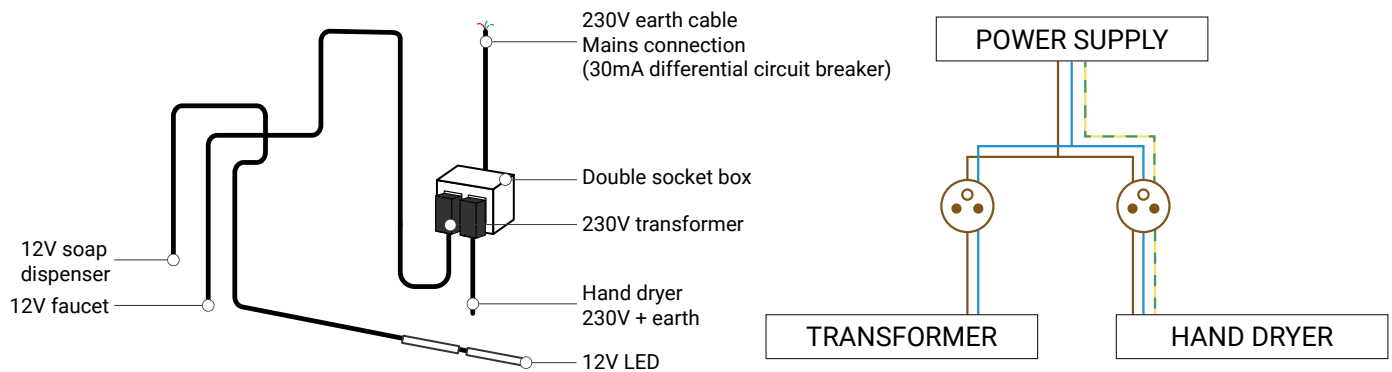 230V earth cable
Mains connection
(30mA differential circuit breaker)
Double socket box
230V transformer
12V soap
dispenser
12V faucet
Hand dryer
230V + earth
12V LED
POWER SUPPLY
TRANSFORMER
HAND DRYER